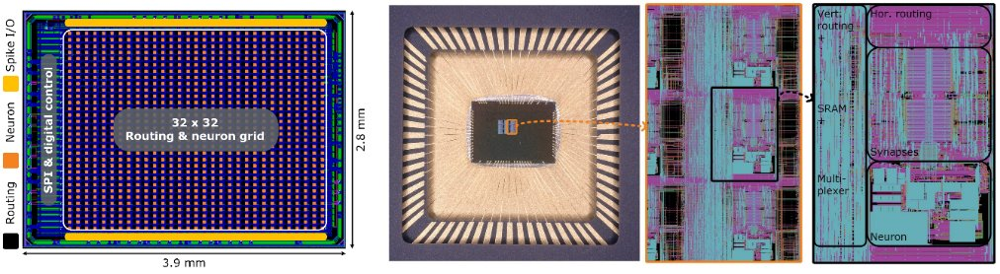 Spike I/O
Neuron
Routing
SPI & digital control
32 x 32
Routing & neuron grid
2.8 mm
3.9 mm
Vert.
routing
+
SRAM
+
Multi-
plexer
Hor. routing
Synapses
Neuron